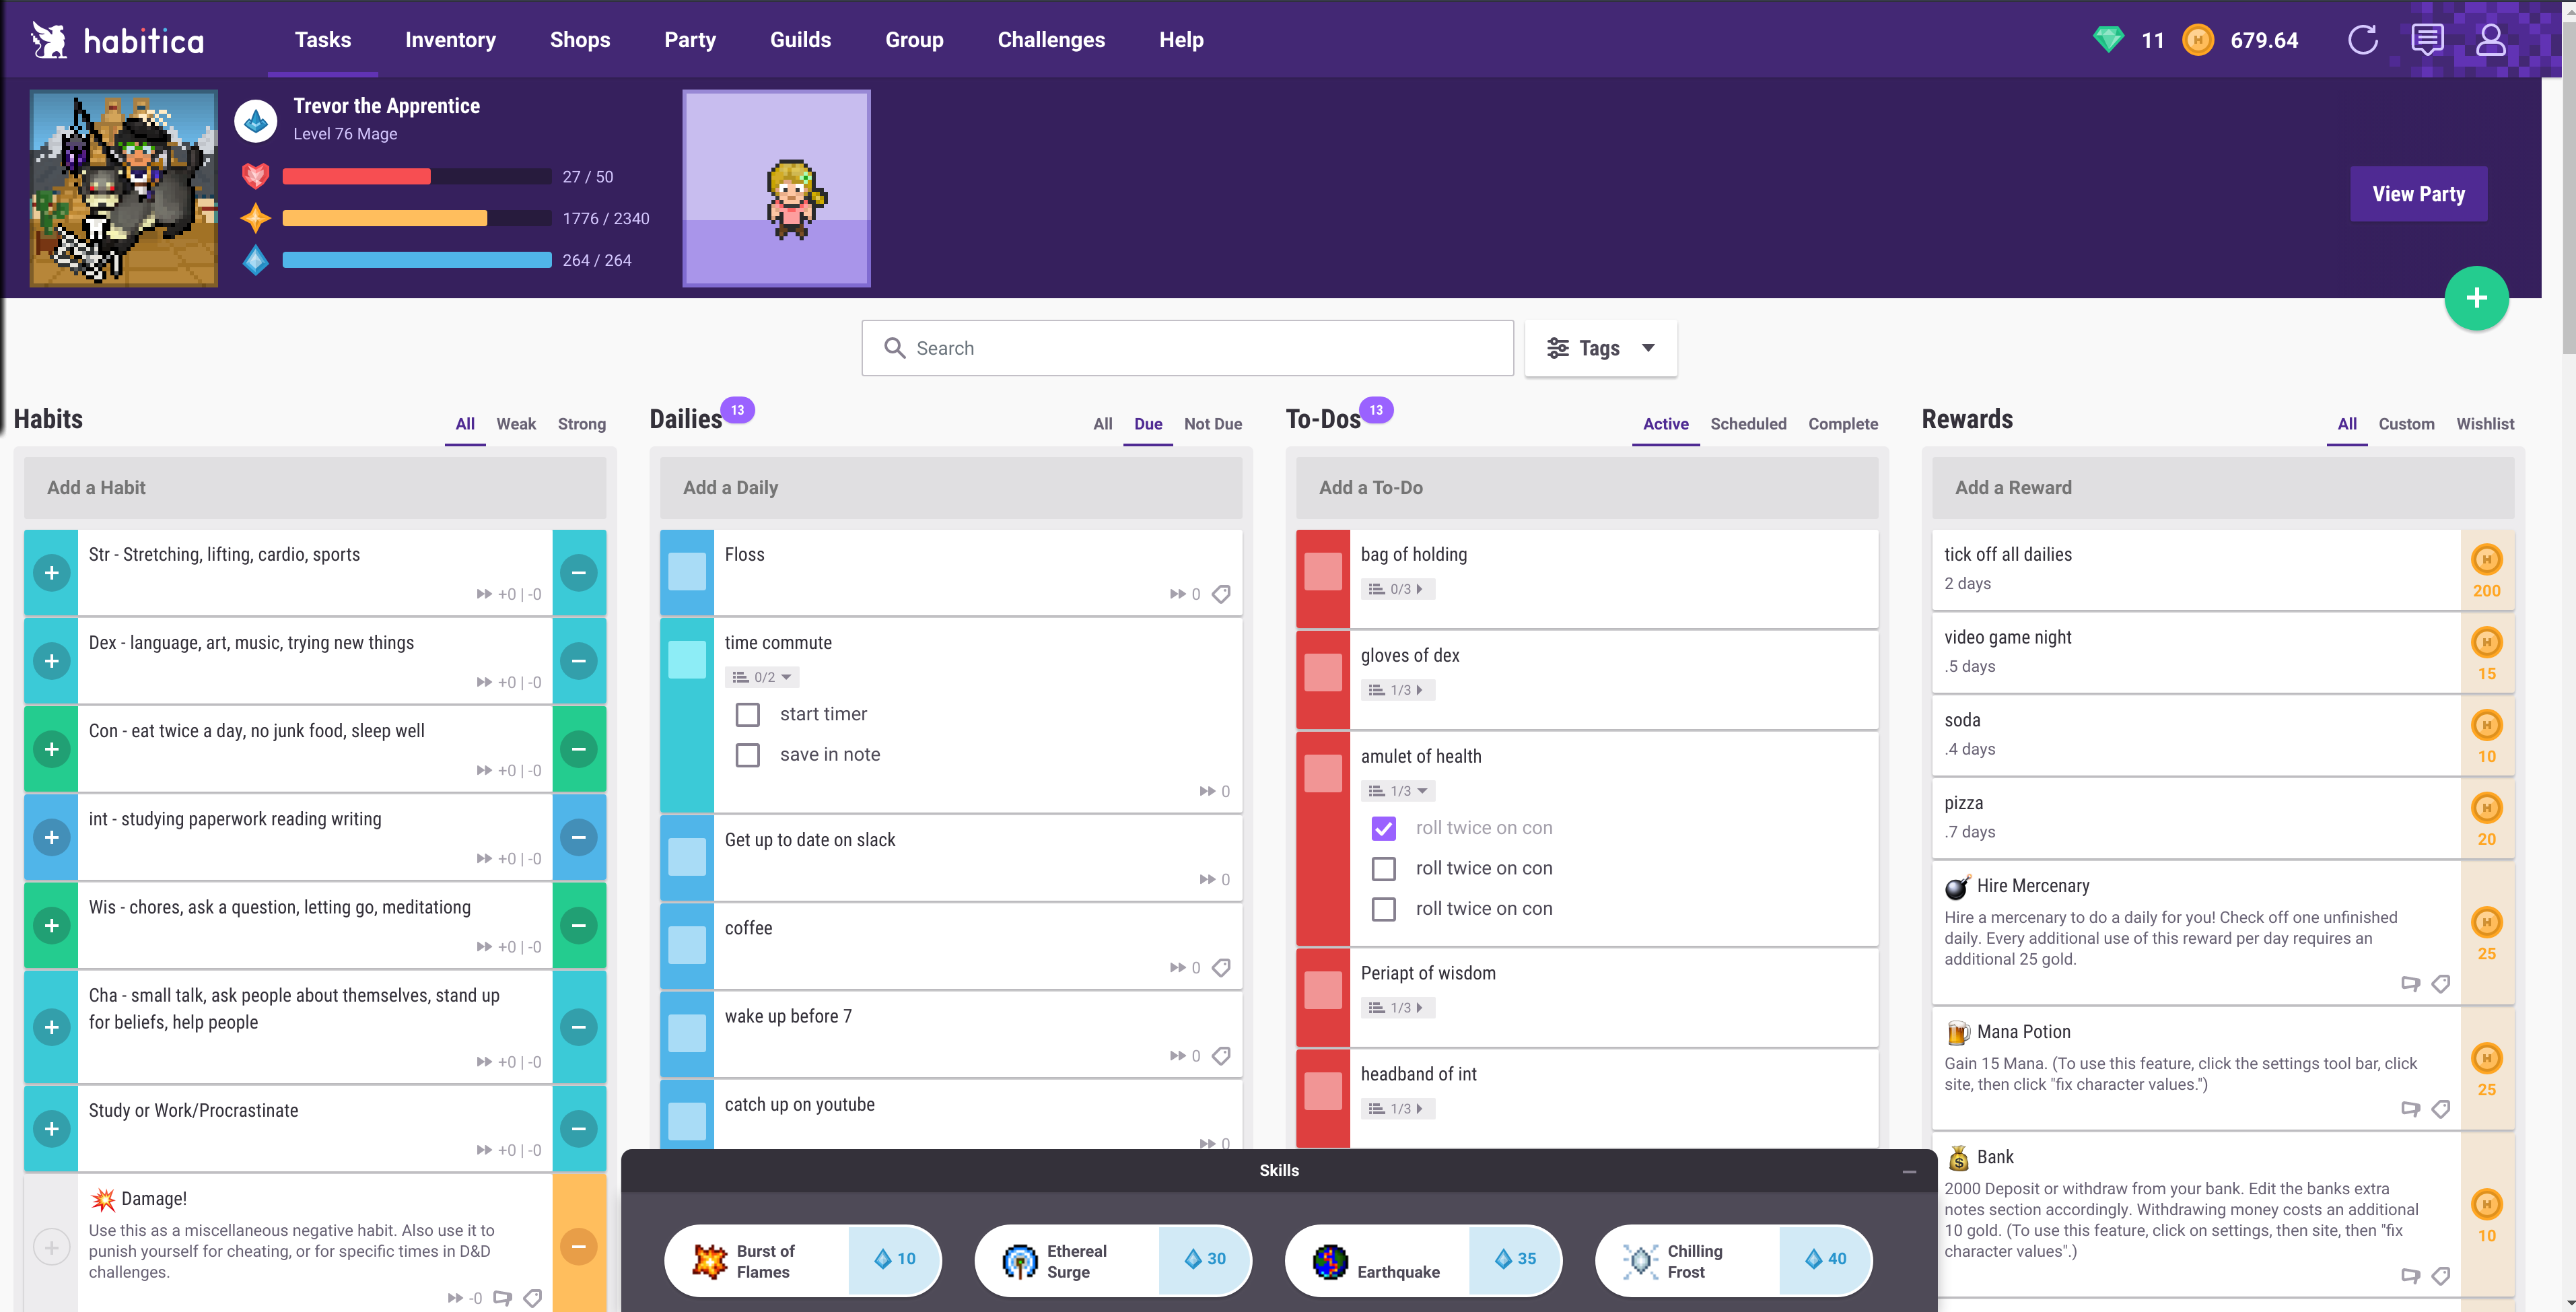 habitica
Tasks
Inventory
Shops
Party
Guilds
Group
Challenges
Help
11
679.64
Trevor the Apprentice
Level 76 Mage
27 / 50
1776 / 2340
264 / 264
View Party
Search
Tags
Habits
All
Weak
Strong
Add a Habit
Str - Stretching, lifting, cardio, sports
+0 | -0
Dex - language, art, music, trying new things
+0 | -0
Con - eat twice a day, no junk food, sleep well
+0 | -0
int - studying paperwork reading writing
+0 | -0
Wis - chores, ask a question, letting go, meditationg
+0 | -0
Cha - small talk, ask people about themselves, stand up
for beliefs, help people
+0 | -0
Study or Work/Procrastinate
+0 | -0
Damage!
Use this as a miscellaneous negative habit. Also use it to
punish yourself for cheating, or for specific times in D&D
challenges.
-0
Dailies
13
All
Due
Not Due
Add a Daily
Floss
0
time commute
0/2
start timer
save in note
0
Get up to date on slack
0
coffee
0
wake up before 7
0
catch up on youtube
0
To-Dos
13
Active
Scheduled
Complete
Add a To-Do
bag of holding
0/3
gloves of dex
1/3
amulet of health
1/3
roll twice on con
roll twice on con
roll twice on con
Periapt of wisdom
1/3
headband of int
1/3
Rewards
All
Custom
Wishlist
Add a Reward
tick off all dailies
2 days
200
video game night
.5 days
15
soda
.4 days
10
pizza
.7 days
20
Hire Mercenary
Hire a mercenary to do a daily for you! Check off one unfinished
daily. Every additional use of this reward per day requires an
additional 25 gold.
25
Mana Potion
Gain 15 Mana. (To use this feature, click the settings tool bar, click
site, then click "fix character values.")
25
Bank
2000 Deposit or withdraw from your bank. Edit the banks extra
notes section accordingly. Withdrawing money costs an additional
10 gold. (To use this feature, click on settings, then site, then "fix
character values".)
10
Skills
Burst of
Flames
10
Ethereal
Surge
30
Earthquake
35
Chilling
Frost
40